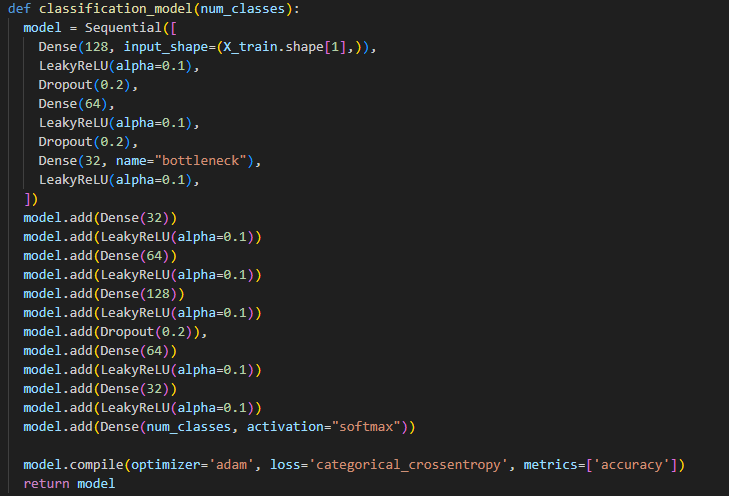 def classification_model(num_classes):
  model = Sequential([
    Dense(128, input_shape=(X_train.shape[1],)),
    LeakyReLU(alpha=0.1),
    Dropout(0.2),
    Dense(64),
    LeakyReLU(alpha=0.1),
    Dropout(0.2),
    Dense(32, name="bottleneck"),
    LeakyReLU(alpha=0.1),
  ])
  model.add(Dense(32))
  model.add(LeakyReLU(alpha=0.1))
  model.add(Dense(64))
  model.add(LeakyReLU(alpha=0.1))
  model.add(Dense(128))
  model.add(LeakyReLU(alpha=0.1))
  model.add(Dropout(0.2)),
  model.add(Dense(64))
  model.add(LeakyReLU(alpha=0.1))
  model.add(Dense(32))
  model.add(LeakyReLU(alpha=0.1))
  model.add(Dense(num_classes, activation="softmax"))

  model.compile(optimizer='adam', loss='categorical_crossentropy', metrics=['accuracy'])
  return model